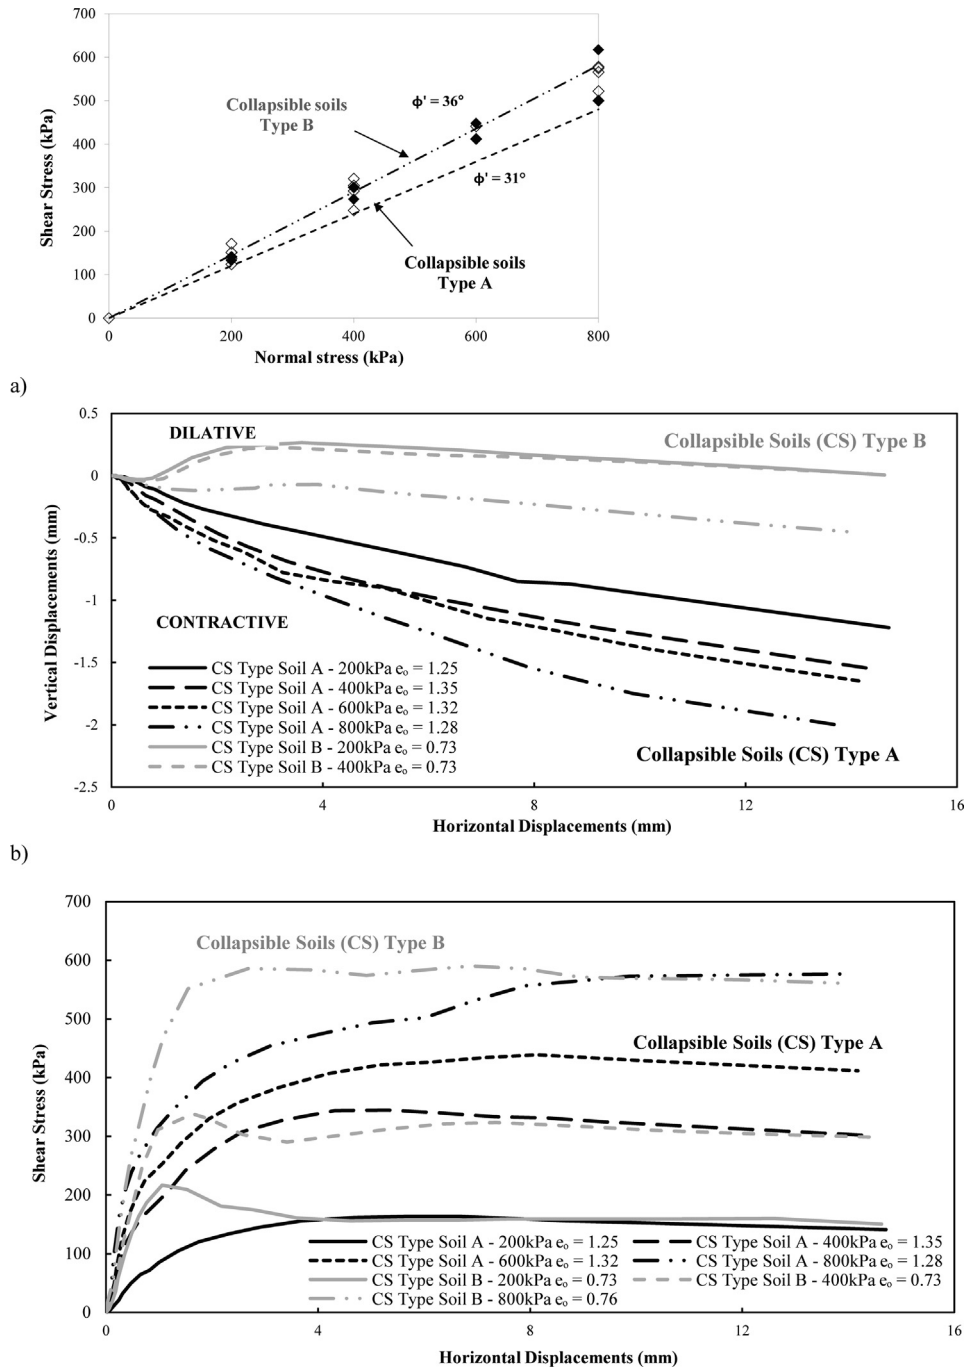 700
600
500
400
300
200
100
0
Shear Stress (kPa)
Collapsible soils
Type B
ϕ' = 36°
ϕ' = 31°
Collapsible soils
Type A
0
200
400
600
800
Normal stress (kPa)
a)
0.5
0
-0.5
-1
-1.5
-2
-2.5
Vertical Displacements (mm)
DILATIVE
Collapsible Soils (CS) Type B
CONTRACTIVE
CS Type Soil A - 200kPa eₒ = 1.25
CS Type Soil A - 400kPa eₒ = 1.35
CS Type Soil A - 600kPa eₒ = 1.32
CS Type Soil A - 800kPa eₒ = 1.28
CS Type Soil B - 200kPa eₒ = 0.73
CS Type Soil B - 400kPa eₒ = 0.73
Collapsible Soils (CS) Type A
0
4
8
12
16
Horizontal Displacements (mm)
b)
700
600
500
400
300
200
100
0
Shear Stress (kPa)
Collapsible Soils (CS) Type B
Collapsible Soils (CS) Type A
CS Type Soil A - 200kPa eₒ = 1.25
CS Type Soil A - 400kPa eₒ = 1.35
CS Type Soil A - 600kPa eₒ = 1.32
CS Type Soil A - 800kPa eₒ = 1.28
CS Type Soil B - 200kPa eₒ = 0.73
CS Type Soil B - 400kPa eₒ = 0.73
CS Type Soil B - 800kPa eₒ = 0.76
0
4
8
12
16
Horizontal Displacements (mm)